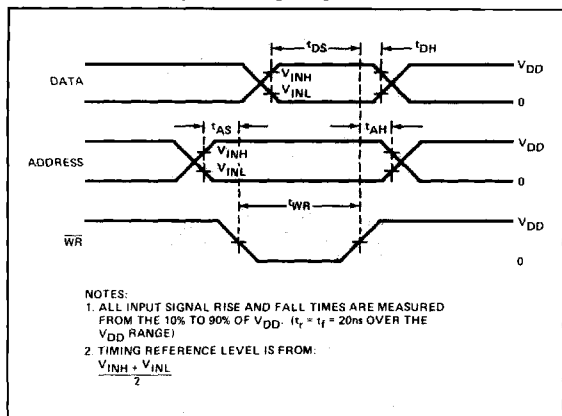 tDS
tDH
DATA
VINH
VINL
VDD
0
tAS
tAH
ADDRESS
VINH
VINL
VDD
0
tWR
WR
VDD
0
NOTES:
1. ALL INPUT SIGNAL RISE AND FALL TIMES ARE MEASURED
FROM THE 10% TO 90% OF VDD. (tr = tf = 20ns OVER THE
VDD RANGE)
2. TIMING REFERENCE LEVEL IS FROM:
VINH + VINL
2